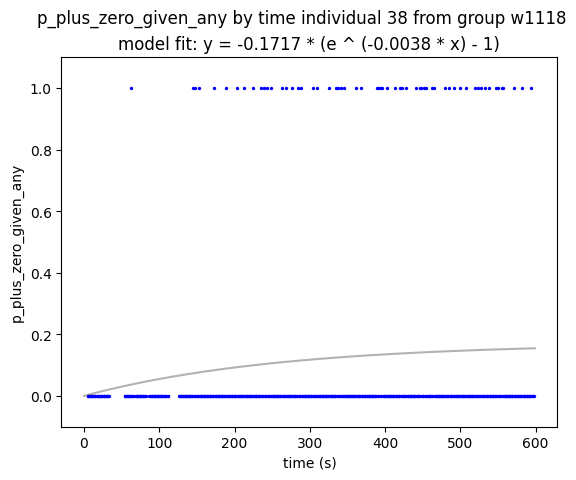 p_plus_zero_given_any by time individual 38 from group w1118
model fit: y = -0.1717 * (e ^ (-0.0038 * x) - 1)
1.0
0.8
0.6
0.4
0.2
0.0
p_plus_zero_given_any
0 100 200 300 400 500 600
time (s)